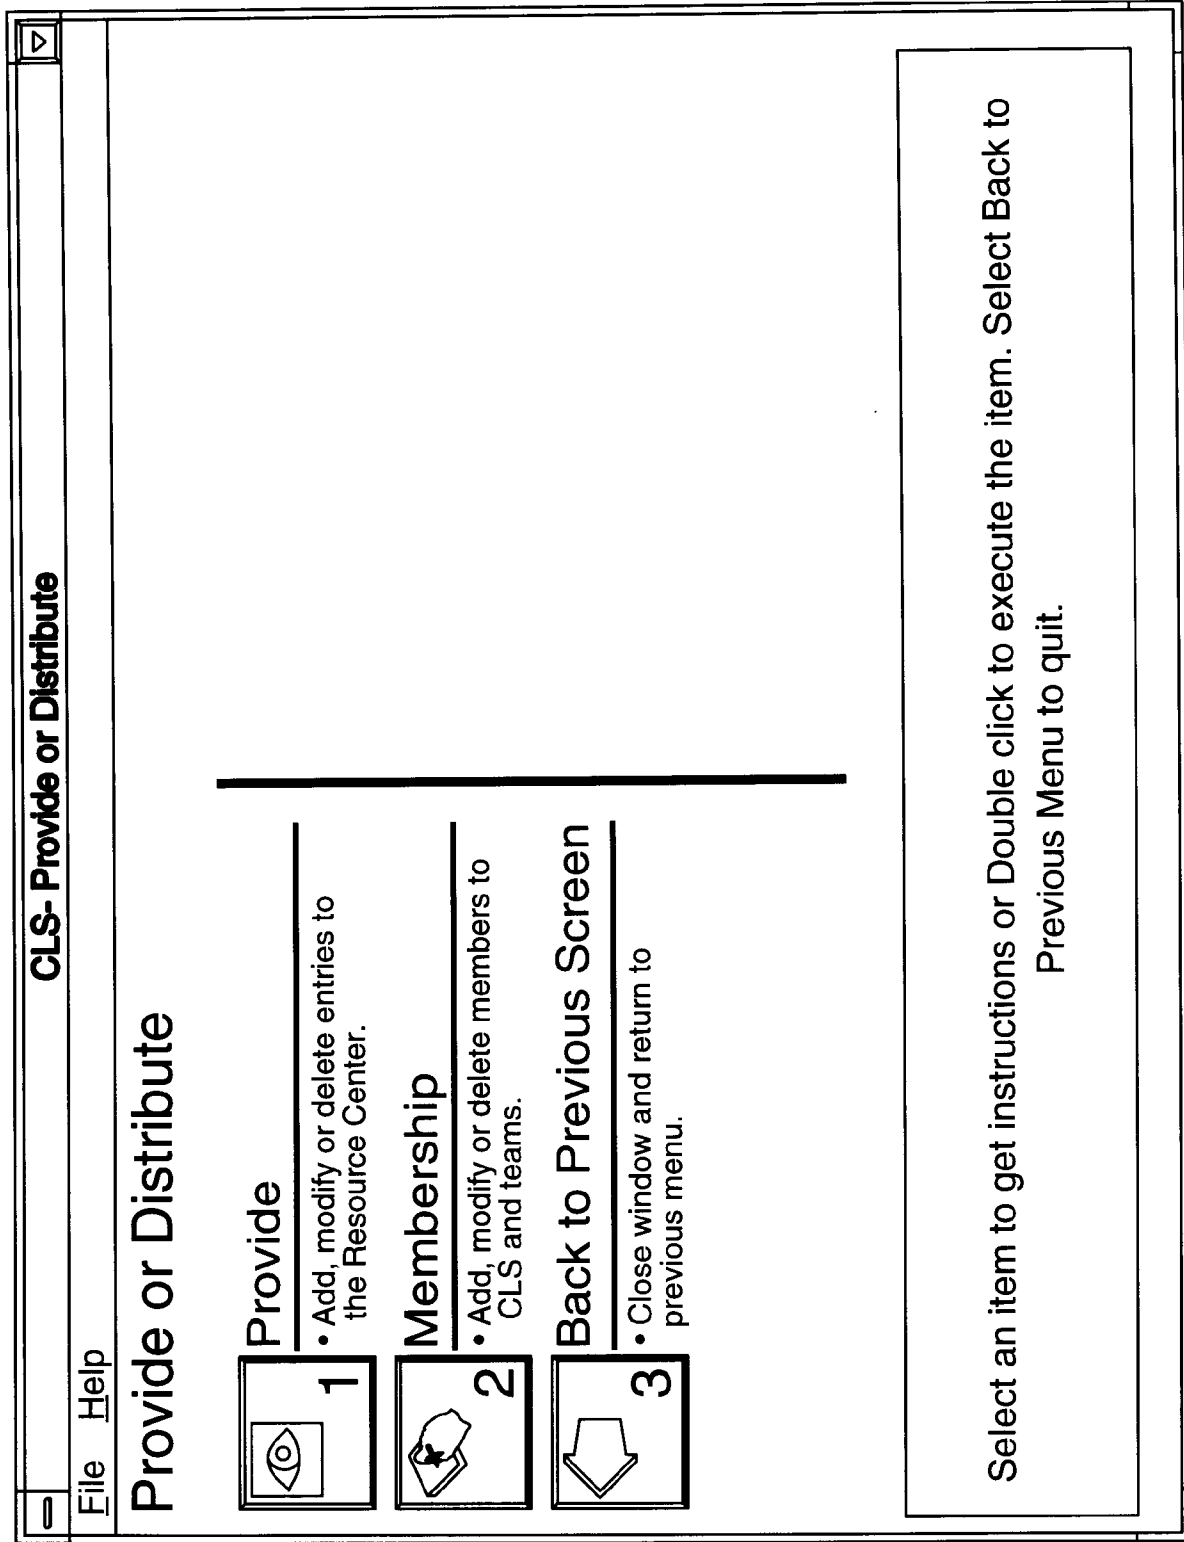 CLS- Provide or Distribute
File Help
Provide or Distribute
1
Provide
• Add, modify or delete entries to
the Resource Center.
2
Membership
• Add, modify or delete members to
CLS and teams.
3
Back to Previous Screen
• Close window and return to
previous menu.
Select an item to get instructions or Double click to execute the item. Select Back to
Previous Menu to quit.